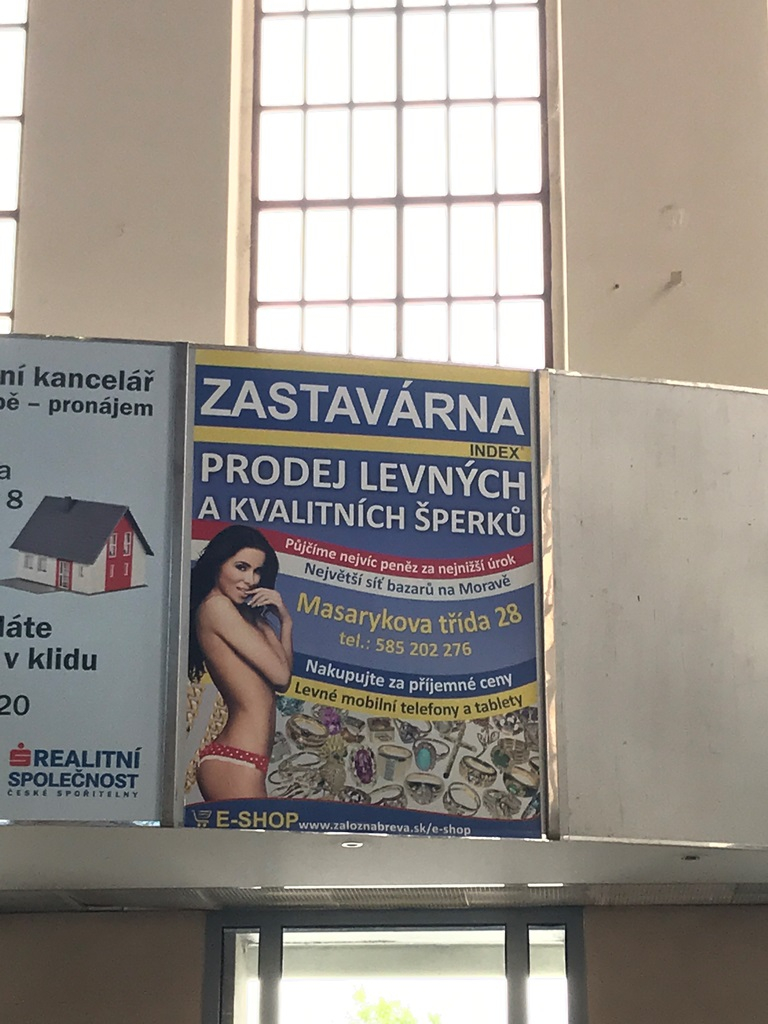 ní kancelář
pě – pronájem
a
8
láte
v klidu
20
REALITNÍ
SPOLEČNOST
ČESKÉ SPOŘITELNY
ZASTAVÁRNA
INDEX
PRODEJ LEVNÝCH
A KVALITNÍCH ŠPERKŮ
Půjčíme nejvíc peněz za nejnižší úrok
Největší síť bazarů na Moravě
Masarykova třída 28
tel.: 585 202 276
Nakupujte za příjemné ceny
Levné mobilní telefony a tablety
E-SHOP www.zaloznabreva.sk/e-shop